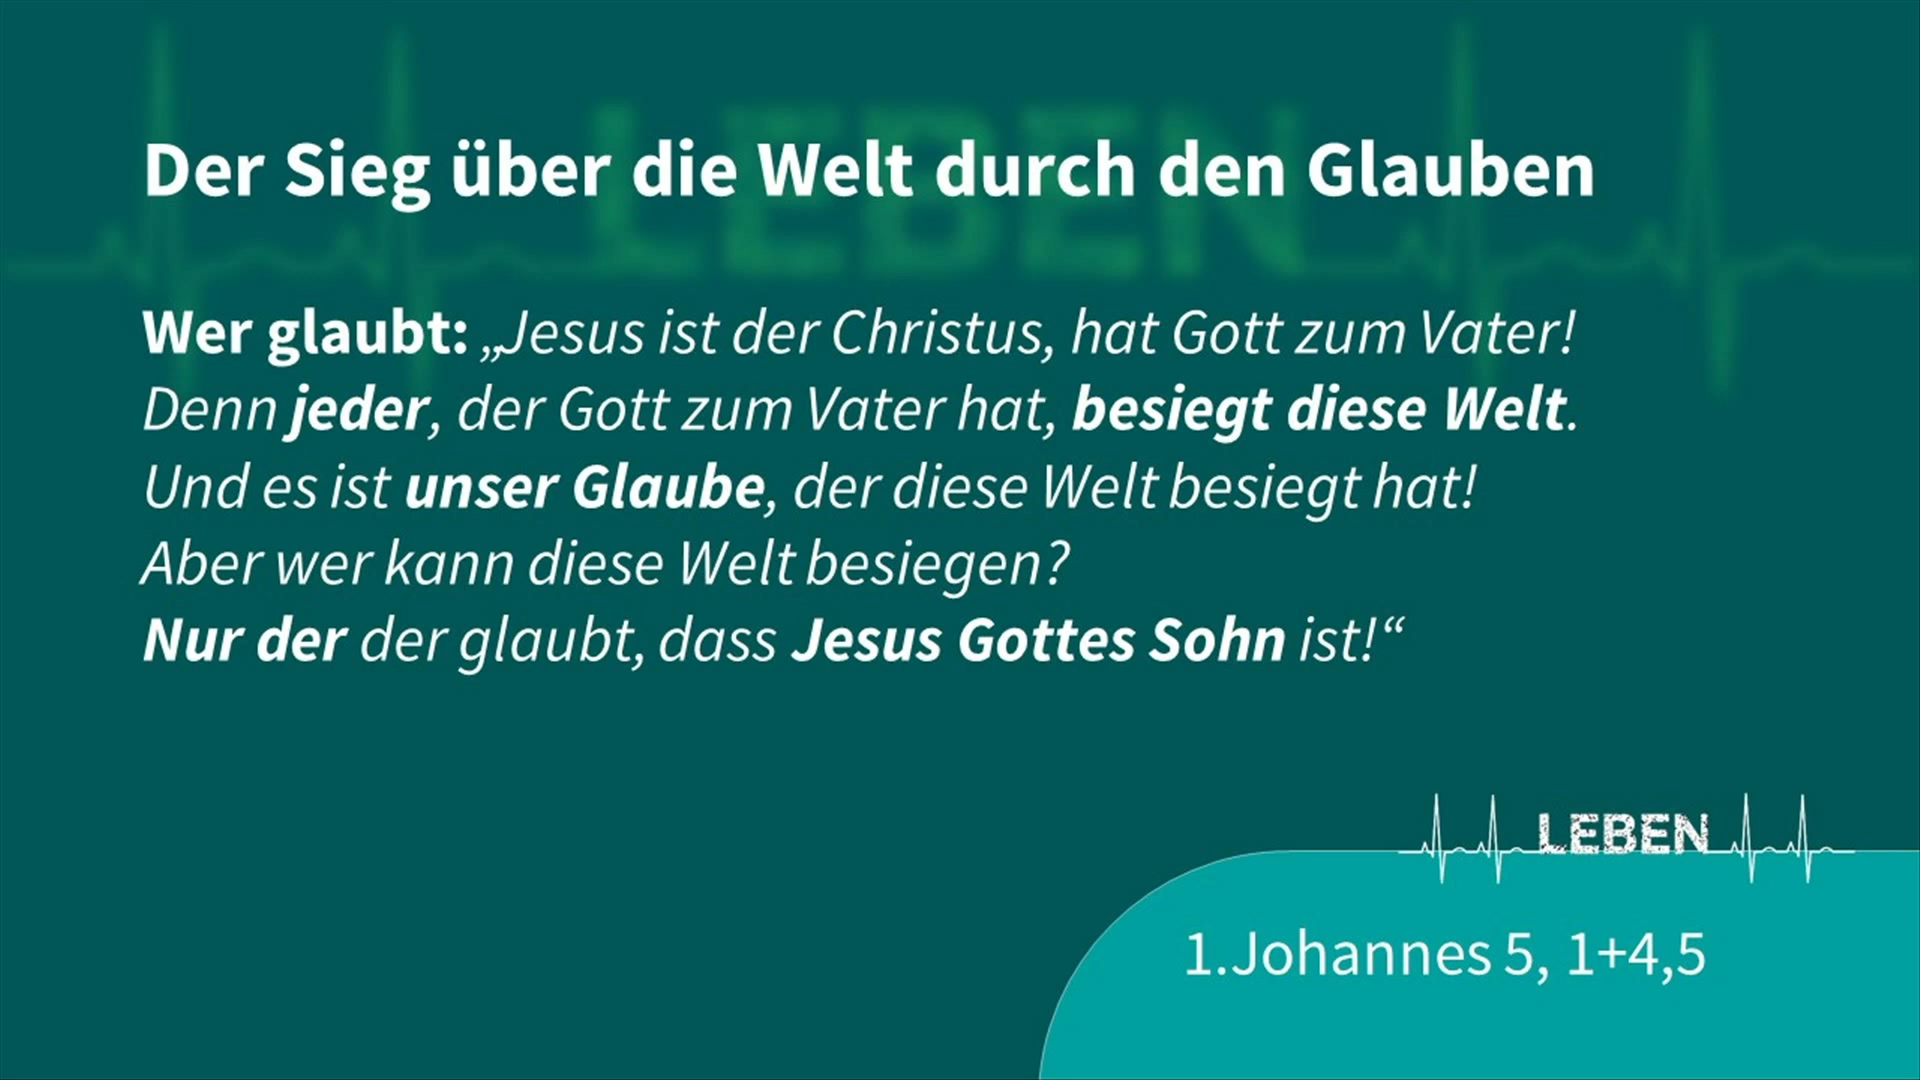 LEBEN
Der Sieg über die Welt durch den Glauben
Wer glaubt: „Jesus ist der Christus, hat Gott zum Vater!
Denn jeder, der Gott zum Vater hat, besiegt diese Welt.
Und es ist unser Glaube, der diese Welt besiegt hat!
Aber wer kann diese Welt besiegen?
Nur der der glaubt, dass Jesus Gottes Sohn ist!“
LEBEN
1.Johannes 5, 1+4,5